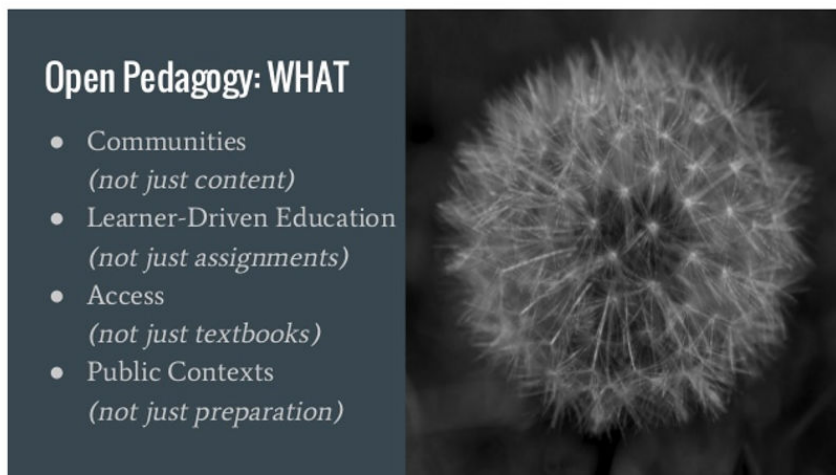 Open Pedagogy: WHAT
● Communities
(not just content)
● Learner-Driven Education
(not just assignments)
● Access
(not just textbooks)
● Public Contexts
(not just preparation)